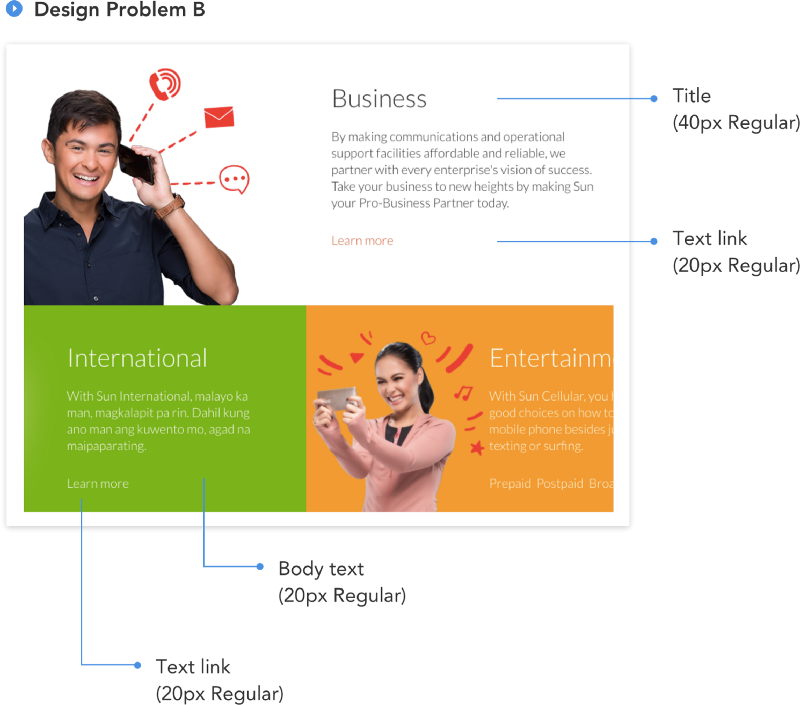 Design Problem B
Business
By making communications and operational
support facilities affordable and reliable, we
partner with every enterprise's vision of success.
Take your business to new heights by making Sun
your Pro-Business Partner today.
Learn more
Title
(40px Regular)
Text link
(20px Regular)
International
With Sun International, malayo ka
man, magkalapit pa rin. Dahil kung
ano man ang kuwento mo, agad na
maipaparating.
Learn more
Entertainm
With Sun Cellular, you
good choices on how to
mobile phone besides
texting or surfing.
Prepaid Postpaid Broa
Body text
(20px Regular)
Text link
(20px Regular)